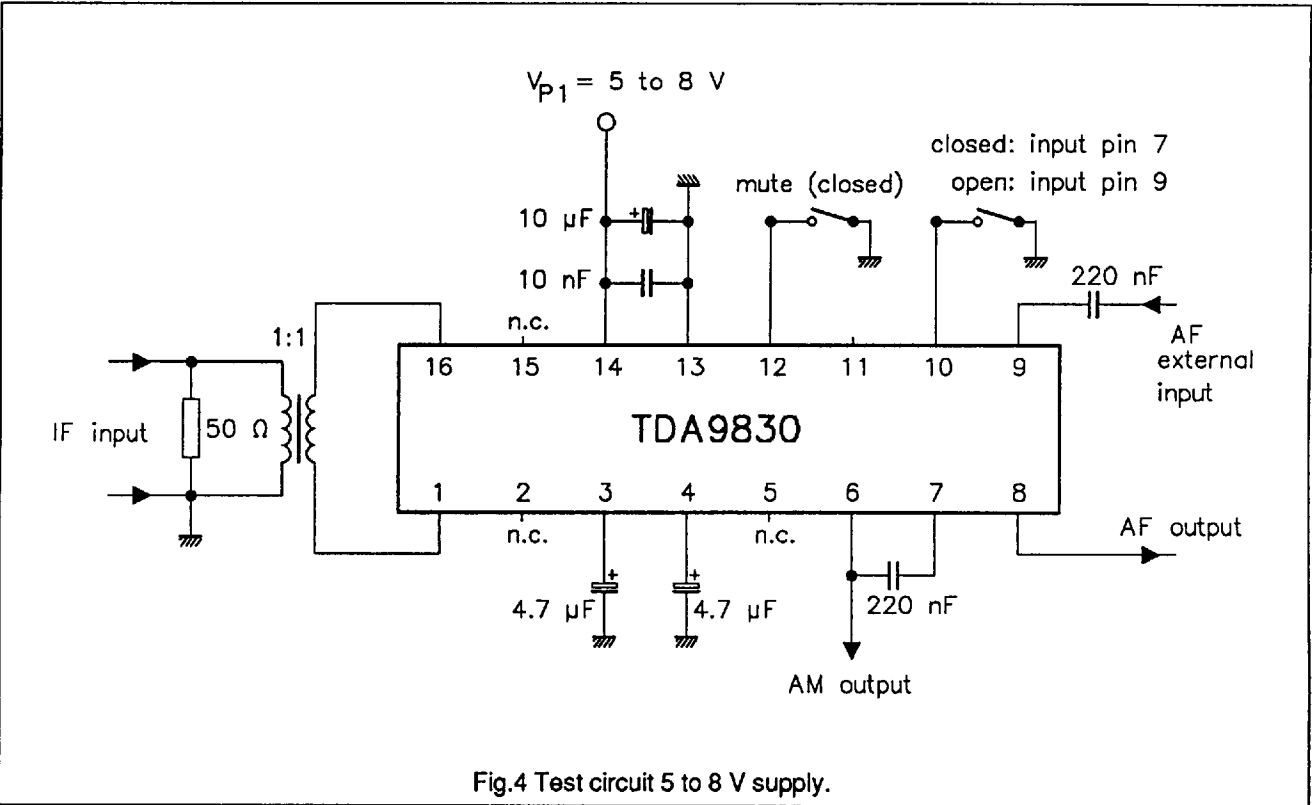 V_P1 = 5 to 8 V
closed: input pin 7
mute (closed)
open: input pin 9
10 µF
+
10 nF
220 nF
n.c.
1:1
AF
external
input
16 15 14 13 12 11 10 9
IF input
50 Ω
TDA9830
1 2 3 4 5 6 7 8
n.c.
n.c.
AF output
+
+
4.7 µF
4.7 µF
220 nF
AM output
Fig.4 Test circuit 5 to 8 V supply.